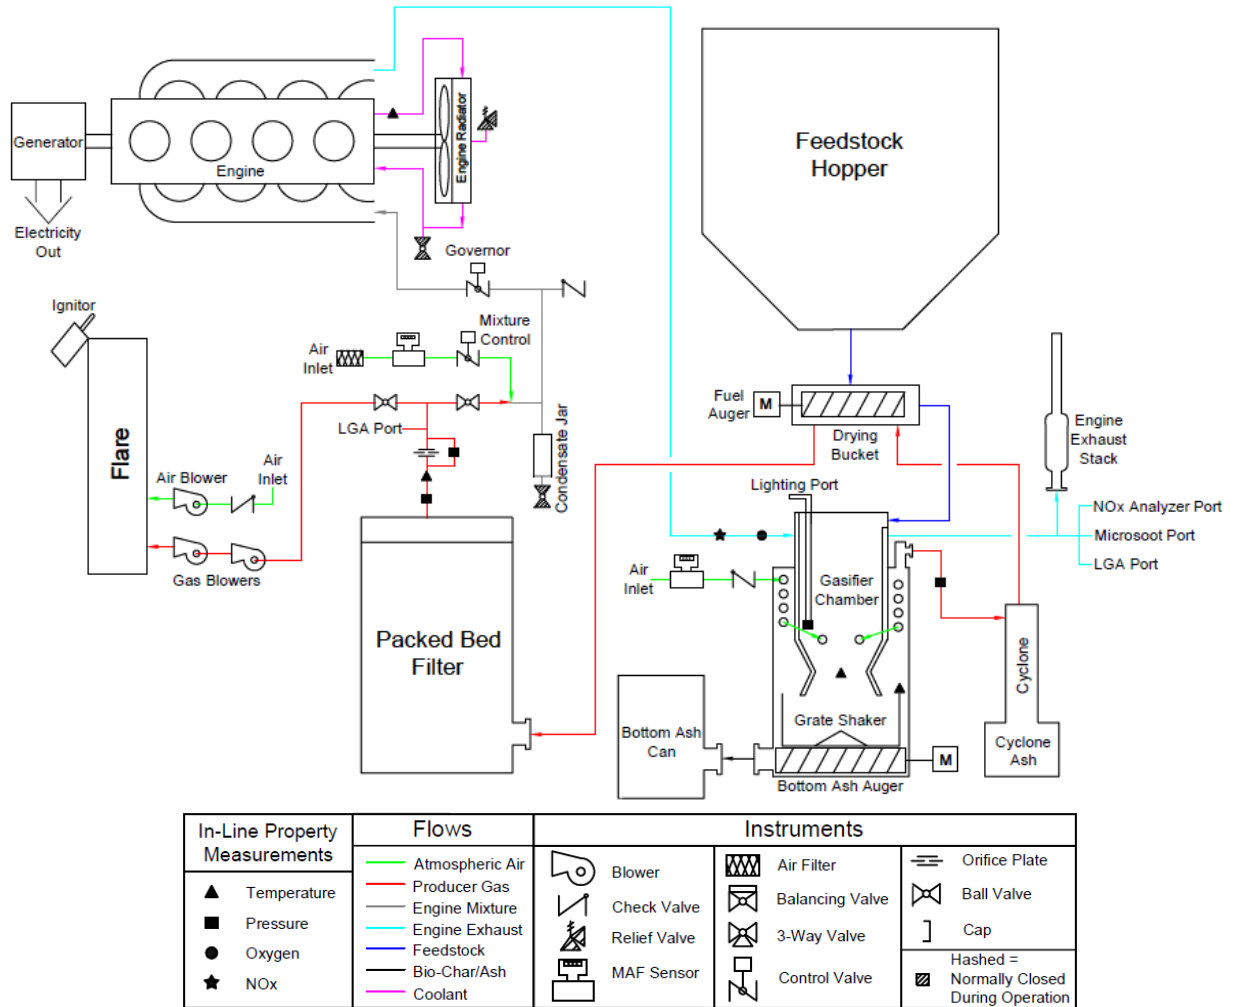 Generator
Engine
Engine Radiator
Electricity
Out
Governor
Feedstock
Hopper
Ignitor
Mixture
Control
Air
Inlet
LGA Port
Condensate Jar
Flare
Air Blower
Air
Inlet
Gas Blowers
Fuel
Auger
M
Drying
Bucket
Engine
Exhaust
Stack
Lighting Port
NOx Analyzer Port
Microsoot Port
LGA Port
Air
Inlet
Gasifier
Chamber
Packed Bed
Filter
Cyclone
Bottom Ash
Can
Grate Shaker
Cyclone
Ash
M
Bottom Ash Auger
In-Line Property
Measurements
Temperature
Pressure
Oxygen
NOx
Flows
Atmospheric Air
Producer Gas
Engine Mixture
Engine Exhaust
Feedstock
Bio-Char/Ash
Coolant
Instruments
Blower
Check Valve
Relief Valve
MAF Sensor
Air Filter
Balancing Valve
3-Way Valve
Control Valve
Orifice Plate
Ball Valve
Cap
Hashed =
Normally Closed
During Operation